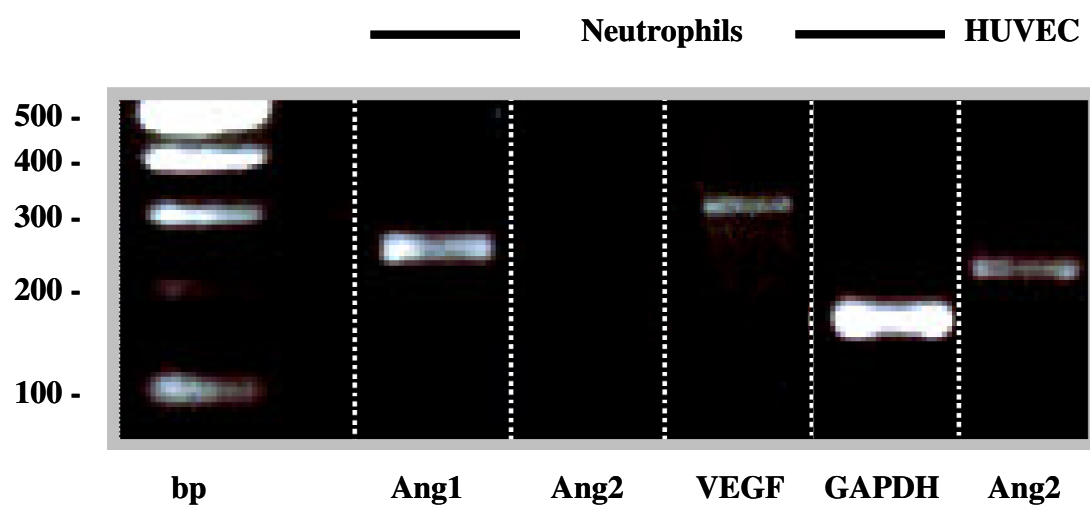 Neutrophils HUVEC
500 -
400 -
300 -
200 -
100 -
bp Ang1 Ang2 VEGF GAPDH Ang2